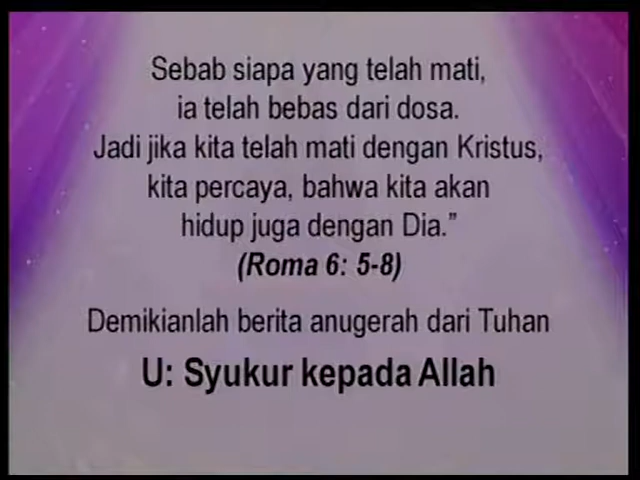 Sebab siapa yang telah mati,
ia telah bebas dari dosa.
Jadi jika kita telah mati dengan Kristus,
kita percaya, bahwa kita akan
hidup juga dengan Dia.”
(Roma 6: 5-8)
Demikianlah berita anugerah dari Tuhan
U: Syukur kepada Allah